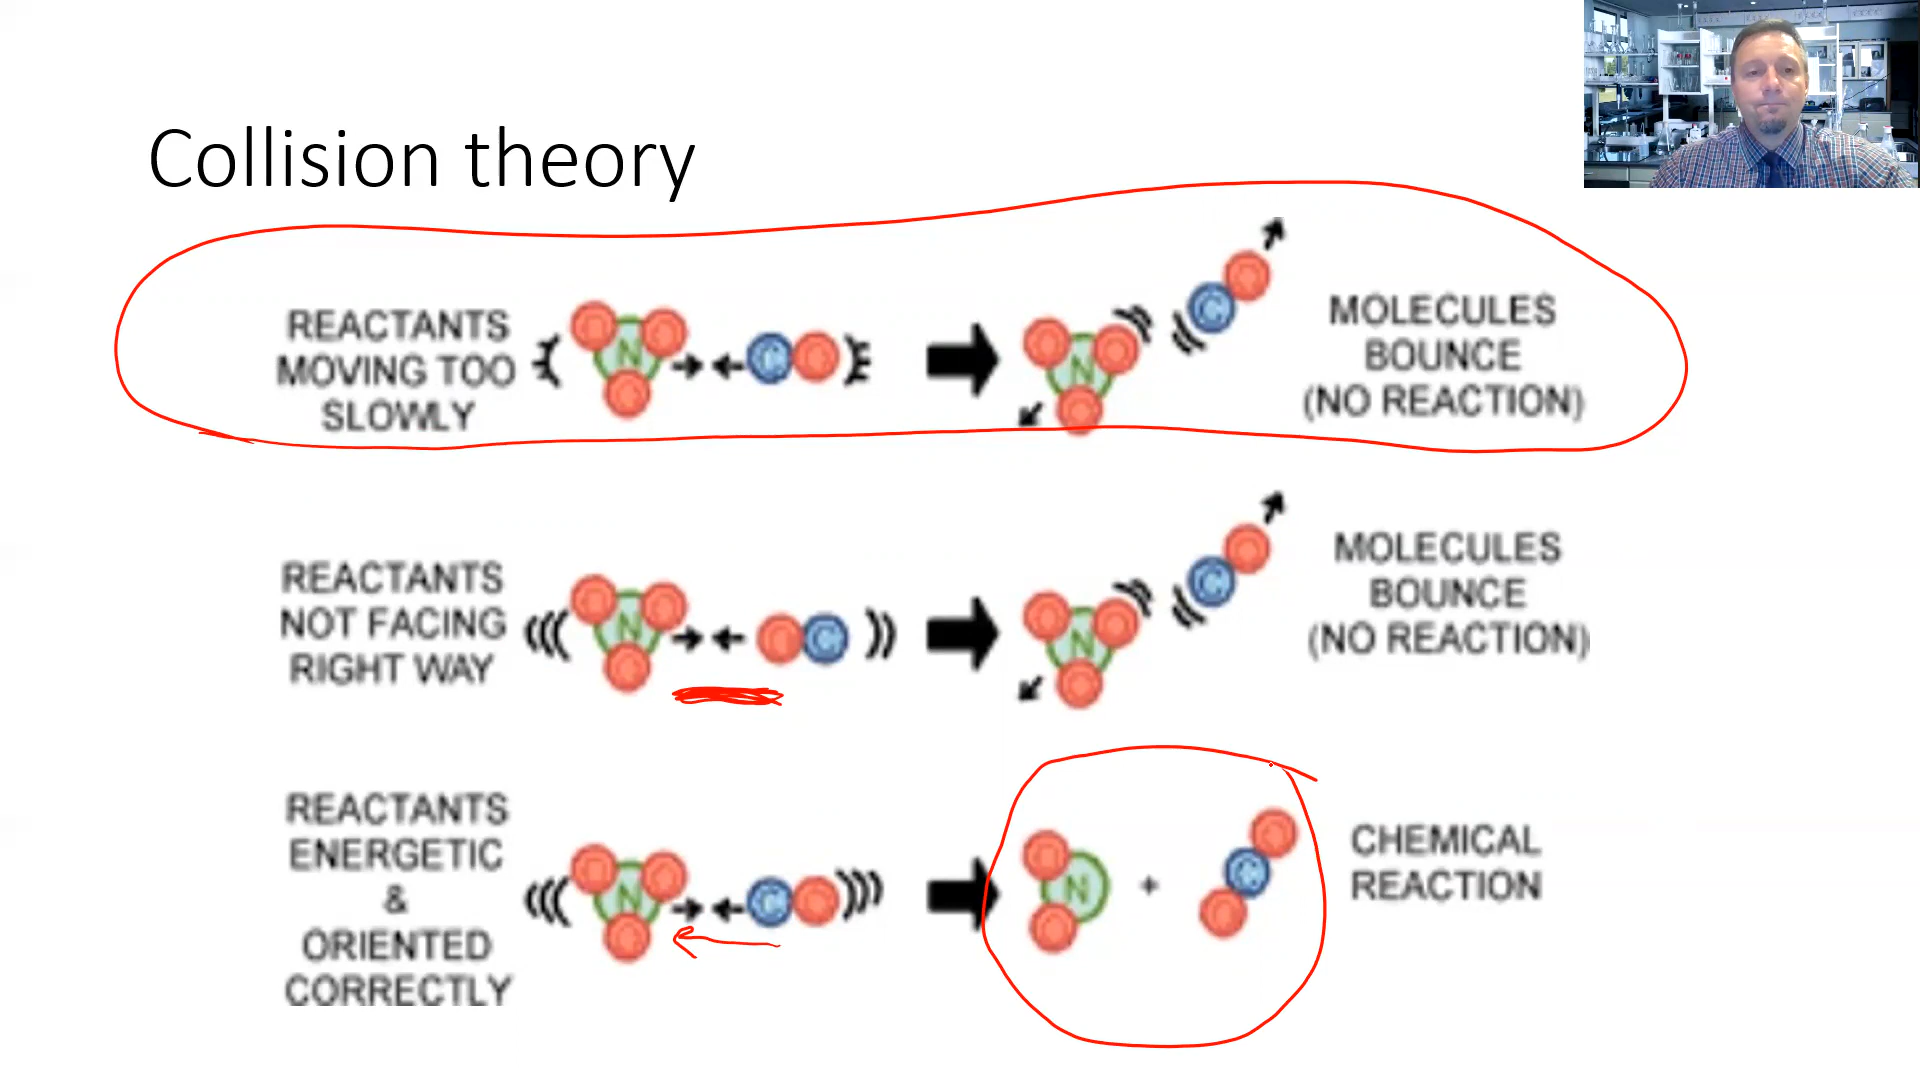 Collision theory
REACTANTS
MOVING TOO
SLOWLY
N
C
N
C
MOLECULES
BOUNCE
(NO REACTION)
REACTANTS
NOT FACING
RIGHT WAY
N
C
N
C
MOLECULES
BOUNCE
(NO REACTION)
REACTANTS
ENERGETIC
&
ORIENTED
CORRECTLY
N
C
N
+
C
CHEMICAL
REACTION